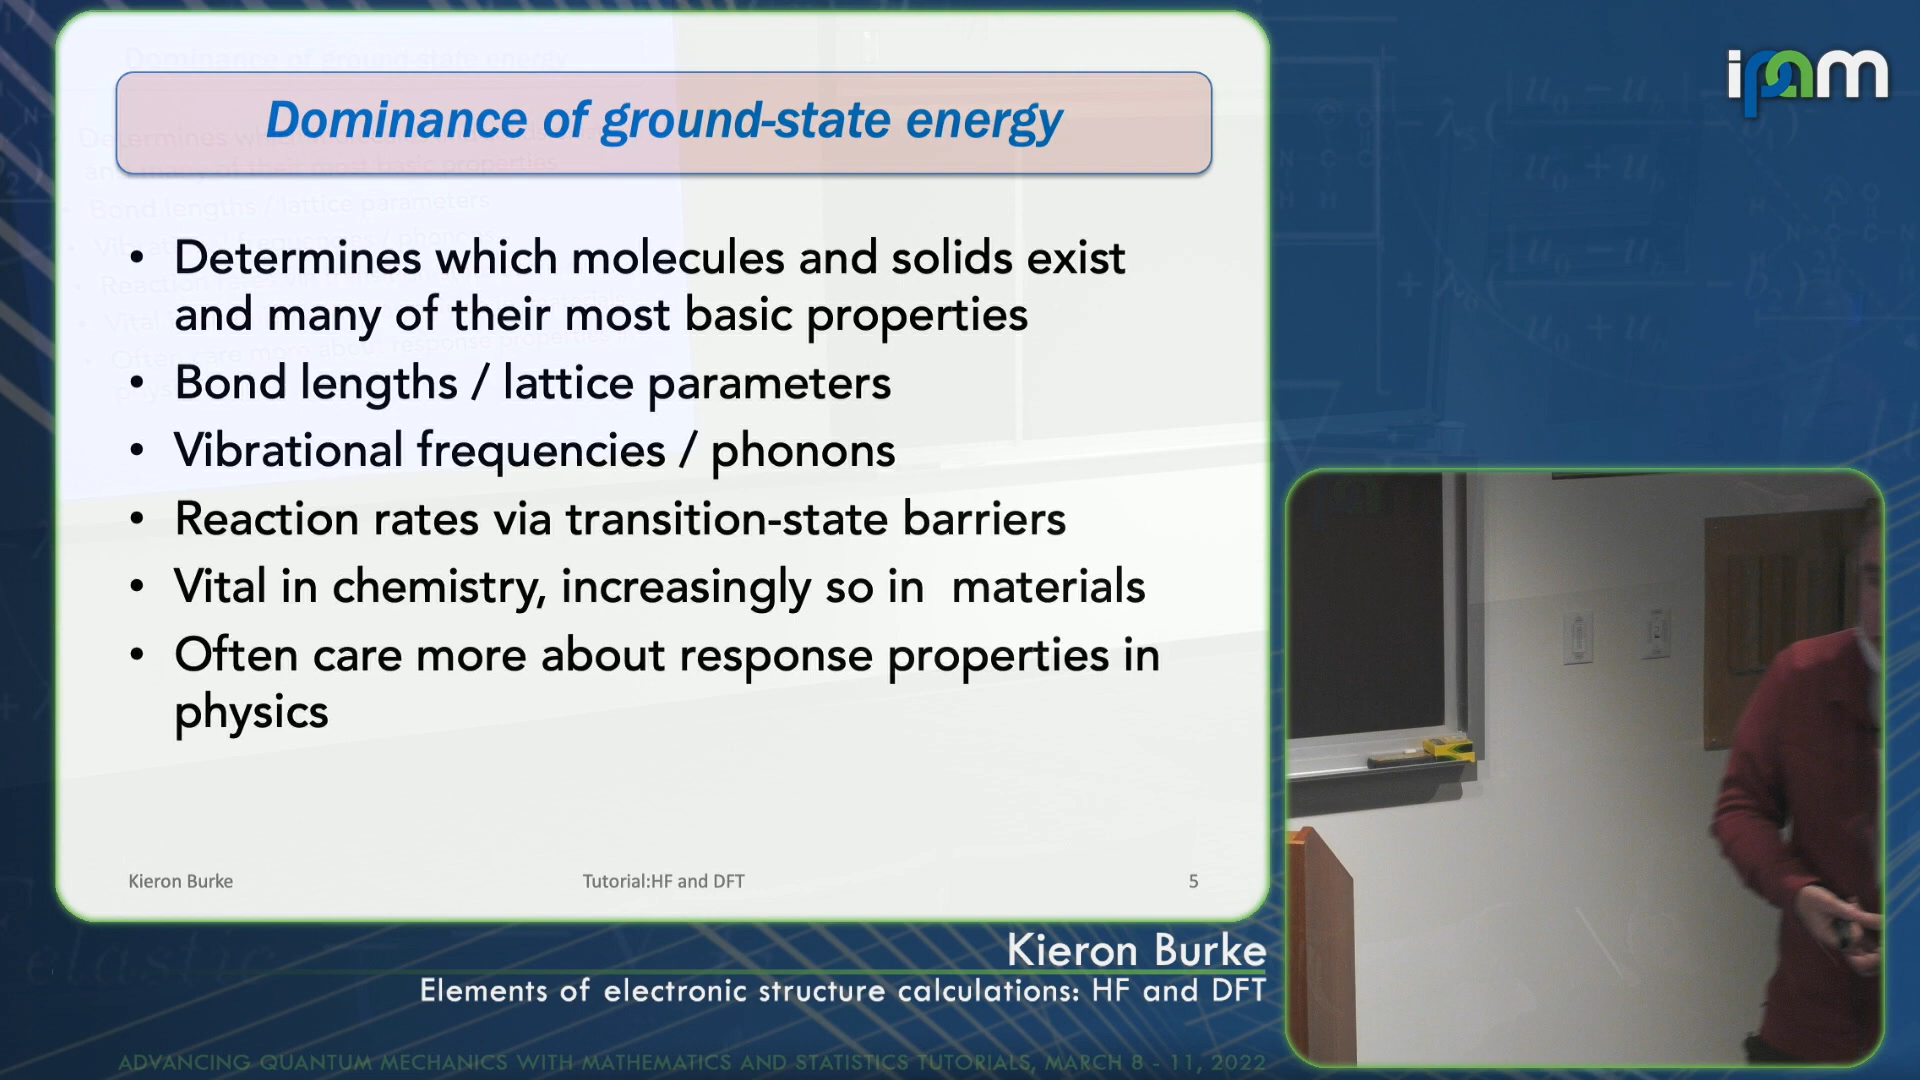 ipam
Dominance of ground-state energy
• Determines which molecules and solids exist
and many of their most basic properties
• Bond lengths / lattice parameters
• Vibrational frequencies / phonons
• Reaction rates via transition-state barriers
• Vital in chemistry, increasingly so in  materials
• Often care more about response properties in
physics
Kieron Burke
Tutorial:HF and DFT
5
Kieron Burke
Elements of electronic structure calculations: HF and DFT
ADVANCING QUANTUM MECHANICS WITH MATHEMATICS AND STATISTICS TUTORIALS, MARCH 8 - 11, 2022
elastic